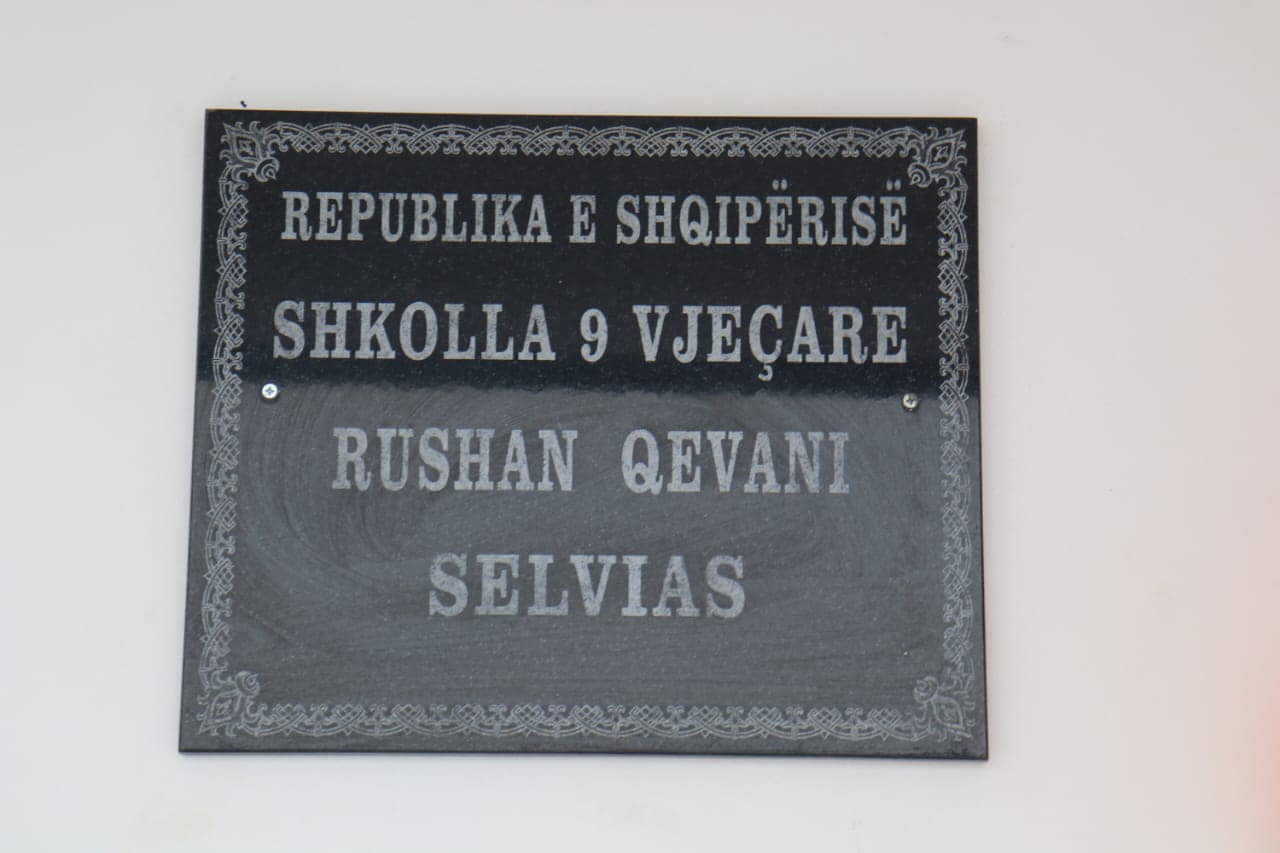 REPUBLIKA E SHQIPËRISË
SHKOLLA 9 VJEÇARE
RUSHAN QEVANI
SELVIAS